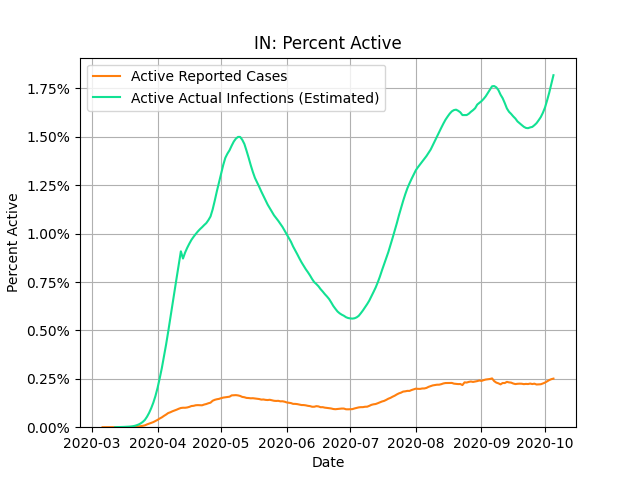 IN: Percent Active
Active Reported Cases
Active Actual Infections (Estimated)
1.75%
1.50%
1.25%
1.00%
0.75%
0.50%
0.25%
0.00%
Percent Active
2020-03 2020-04 2020-05 2020-06 2020-07 2020-08 2020-09 2020-10
Date